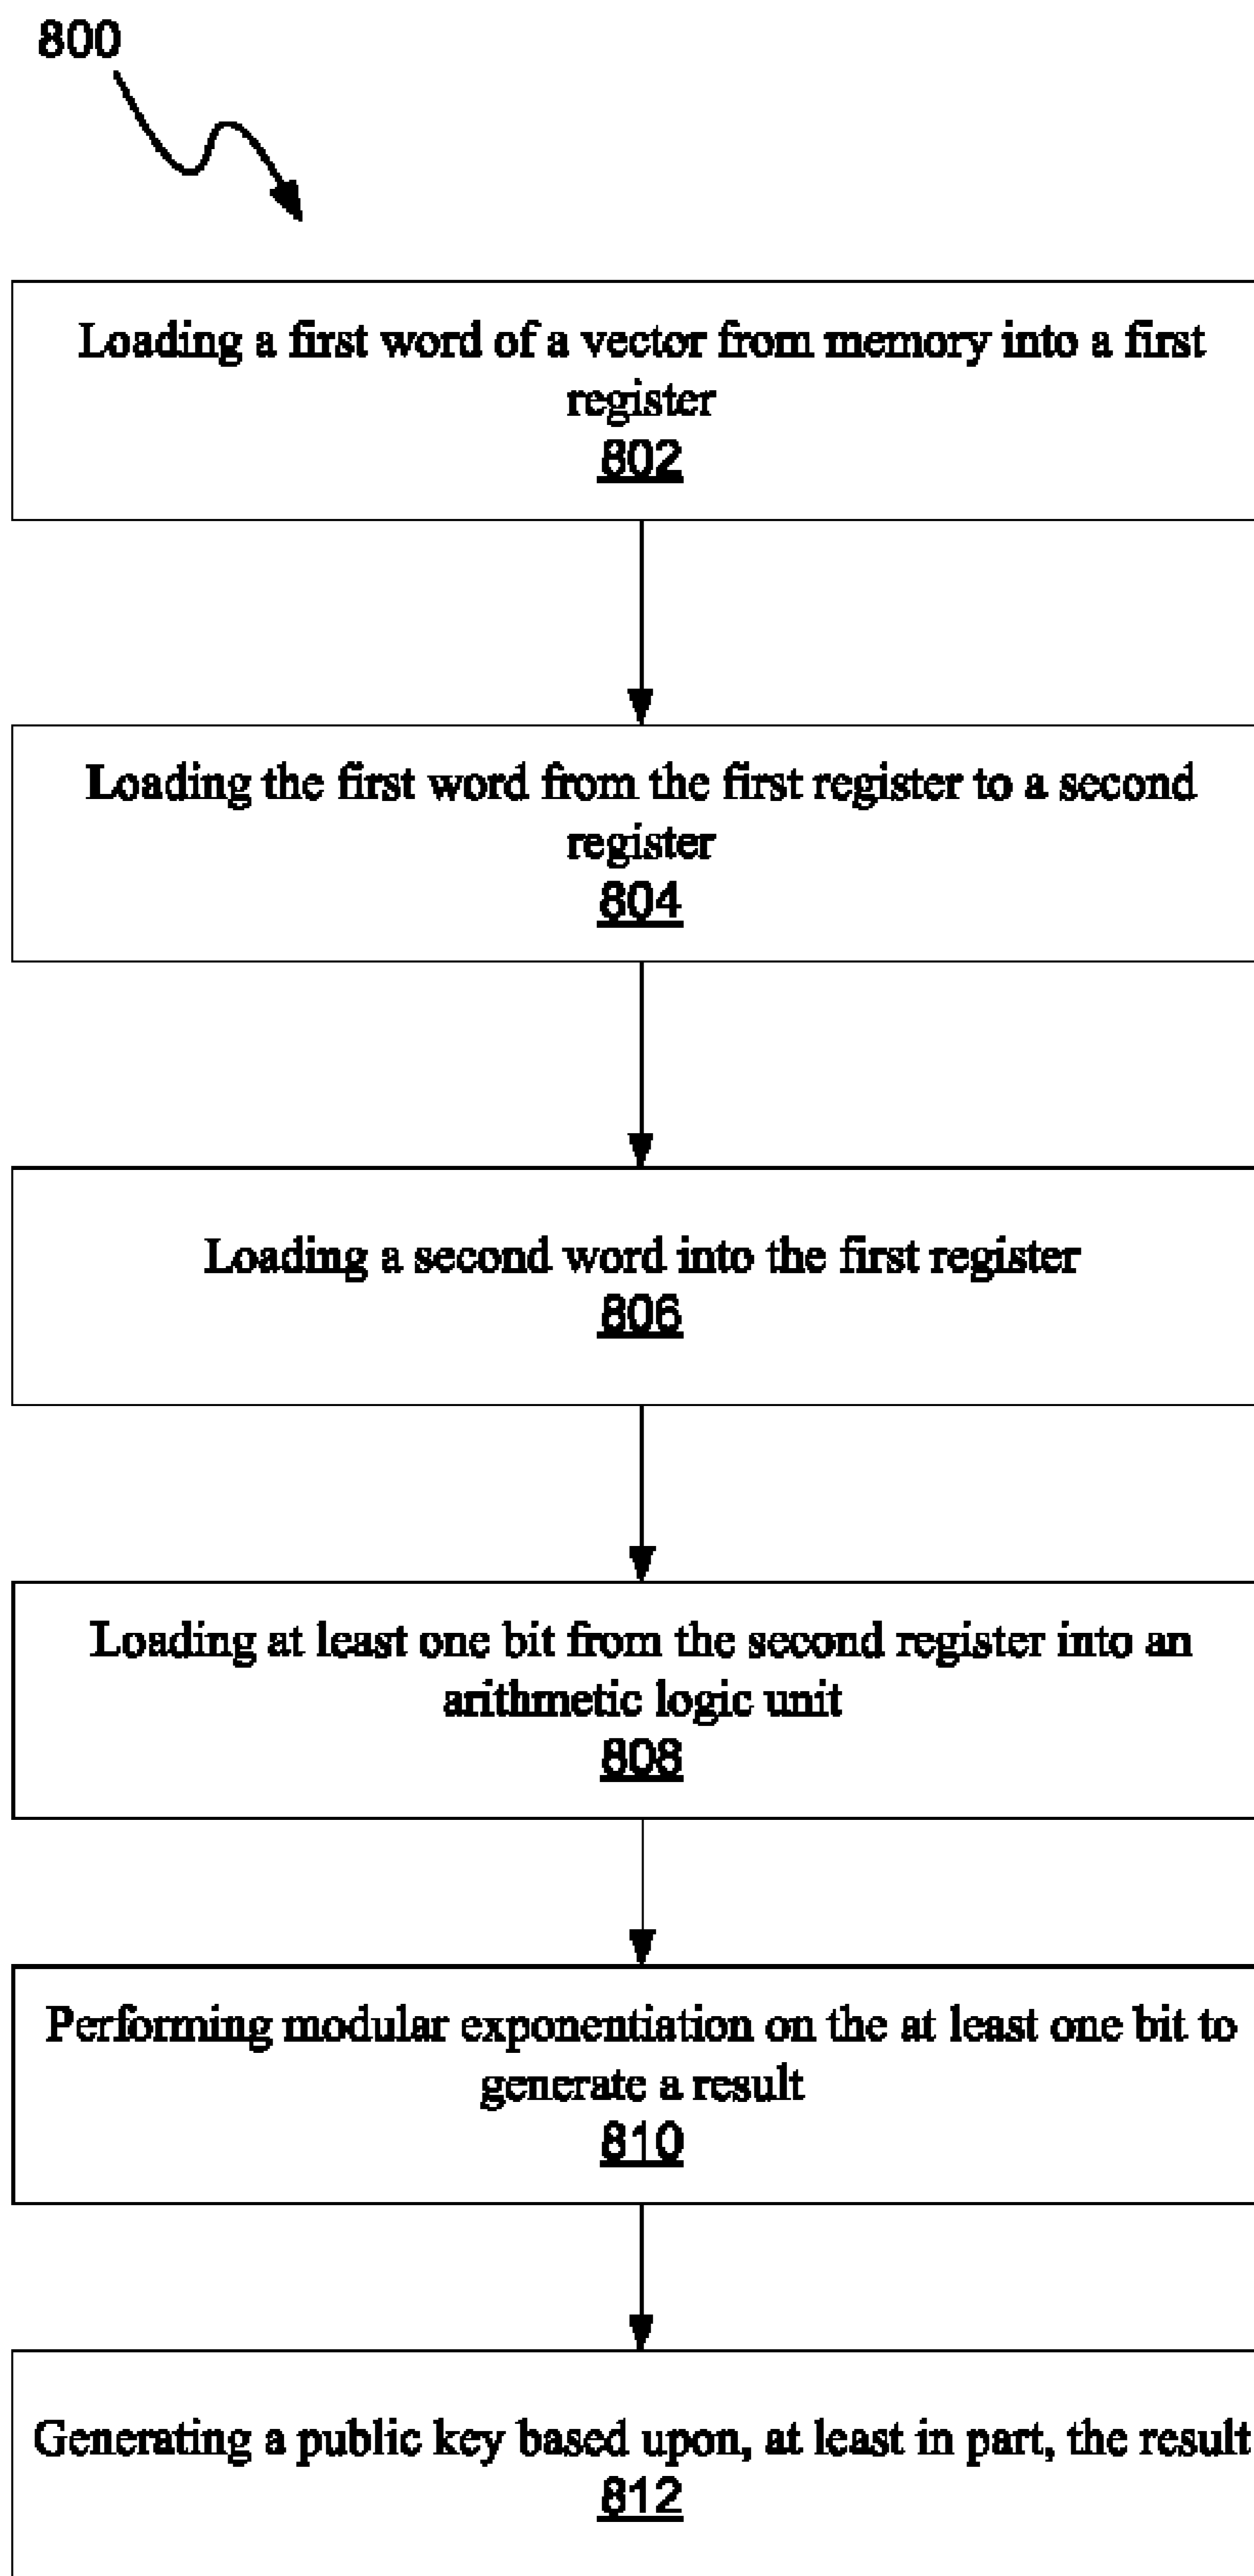 800
Loading a first word of a vector from memory into a first
register
802
Loading the first word from the first register to a second
register
804
Loading a second word into the first register
806
Loading at least one bit from the second register into an
arithmetic logic unit
808
Performing modular exponentiation on the at least one bit to
generate a result
810
Generating a public key based upon, at least in part, the result
812